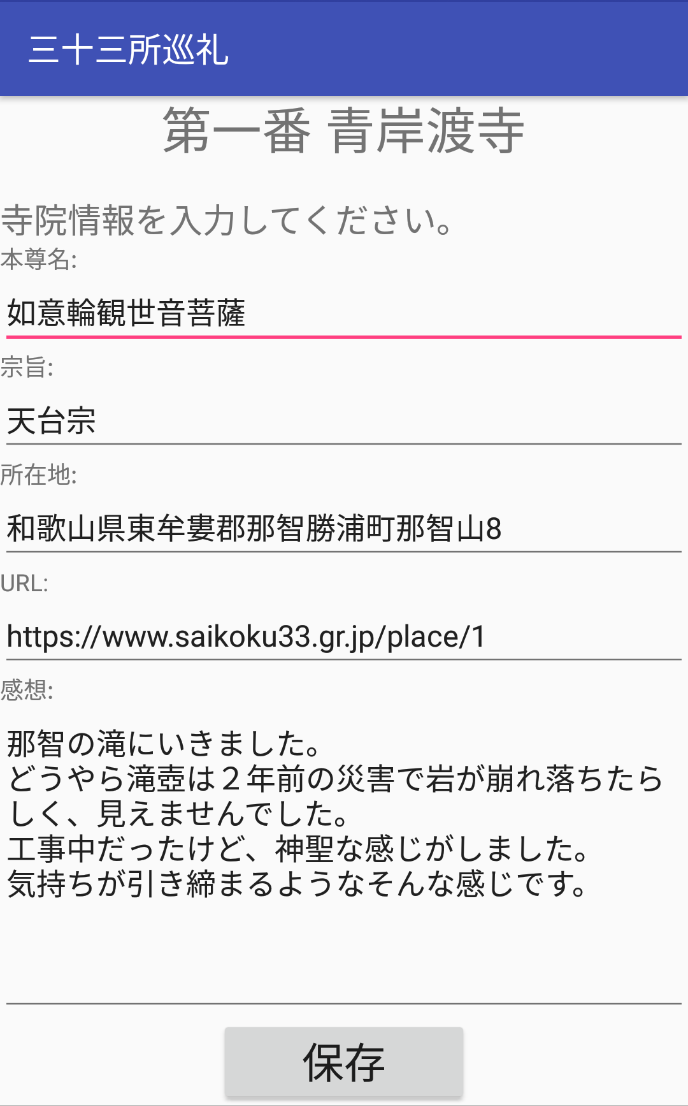 三十三所巡礼
第一番 青岸渡寺
寺院情報を入力してください。
本尊名:
如意輪観世音菩薩
宗旨:
天台宗
所在地:
和歌山県東牟婁郡那智勝浦町那智山8
URL:
https://www.saikoku33.gr.jp/place/1
感想:
那智の滝にいきました。
どうやら滝壺は２年前の災害で岩が崩れ落ちたら
しく、見えませんでした。
工事中だったけど、神聖な感じがしました。
気持ちが引き締まるようなそんな感じです。
保存